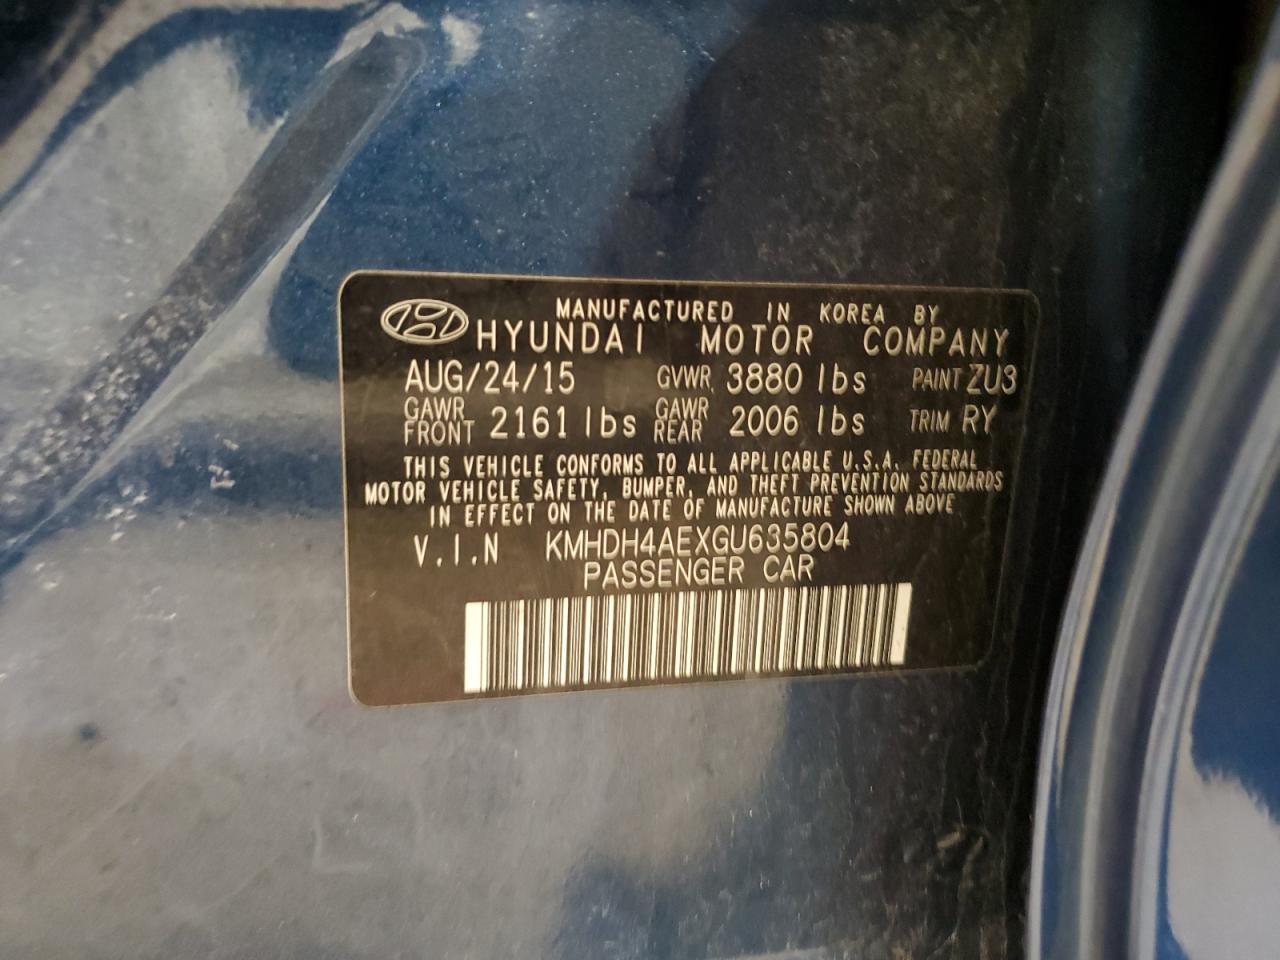 MANUFACTURED IN KOREA BY
HYUNDAI MOTOR COMPANY
AUG/24/15 GVWR 3880 lbs PAINT ZU3
GAWR FRONT 2161 lbs GAWR REAR 2006 lbs TRIM RY
THIS VEHICLE CONFORMS TO ALL APPLICABLE U.S.A. FEDERAL
MOTOR VEHICLE SAFETY, BUMPER, AND THEFT PREVENTION STANDARDS
IN EFFECT ON THE DATE OF MANUFACTURE SHOWN ABOVE
V.I.N KMHDH4AEXGU635804
PASSENGER CAR